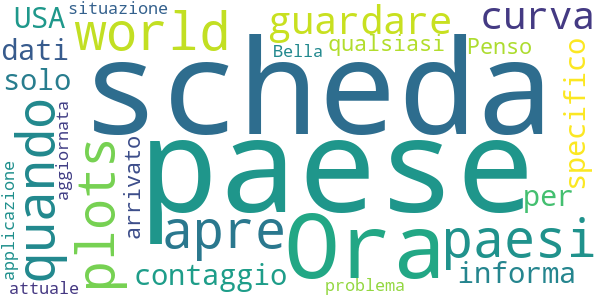 situazione
USA
world
guardare
curva
dati
Bella
qualsiasi
Penso
solo
scheda
specifico
quando
aggiornata
plots
arrivato
paese
applicazione
apre
Ora
per
paesi
contaggio
informa
attuale
problema